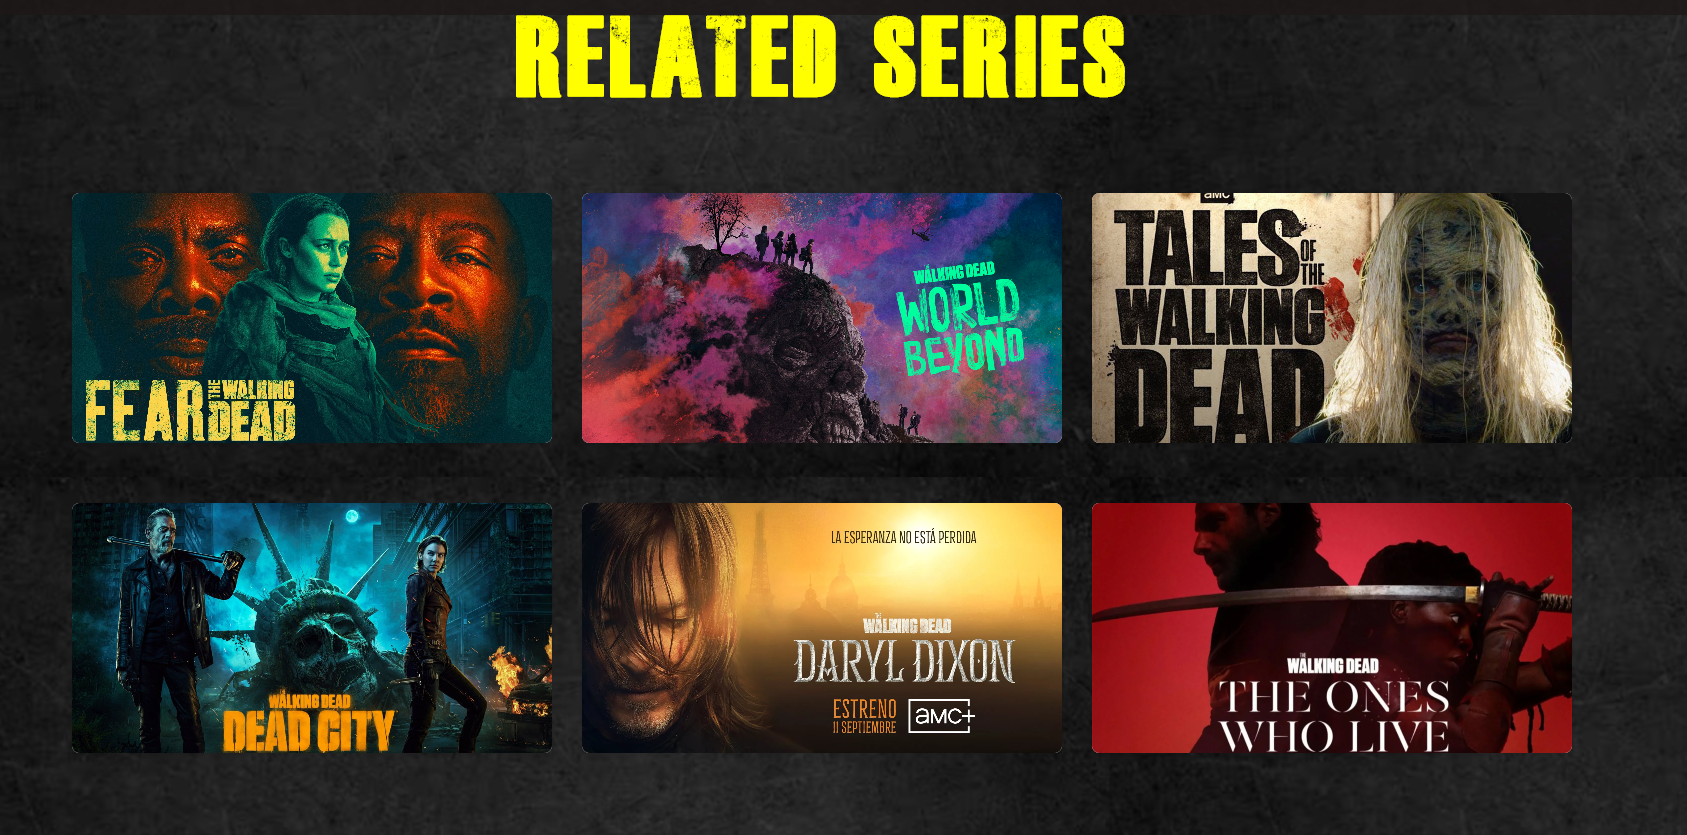 RELATED SERIES
FEAR THE WALKING DEAD
THE WALKING DEAD
WORLD
BEYOND
amc
TALES
OF
THE
WALKING
DEAD
THE WALKING DEAD
DEAD CITY
LA ESPERANZA NO ESTÁ PERDIDA
THE
WALKING DEAD
DARYL DIXON
ESTRENO
11 SEPTIEMBRE
amc+
THE
WALKING DEAD
THE ONES
WHO LIVE